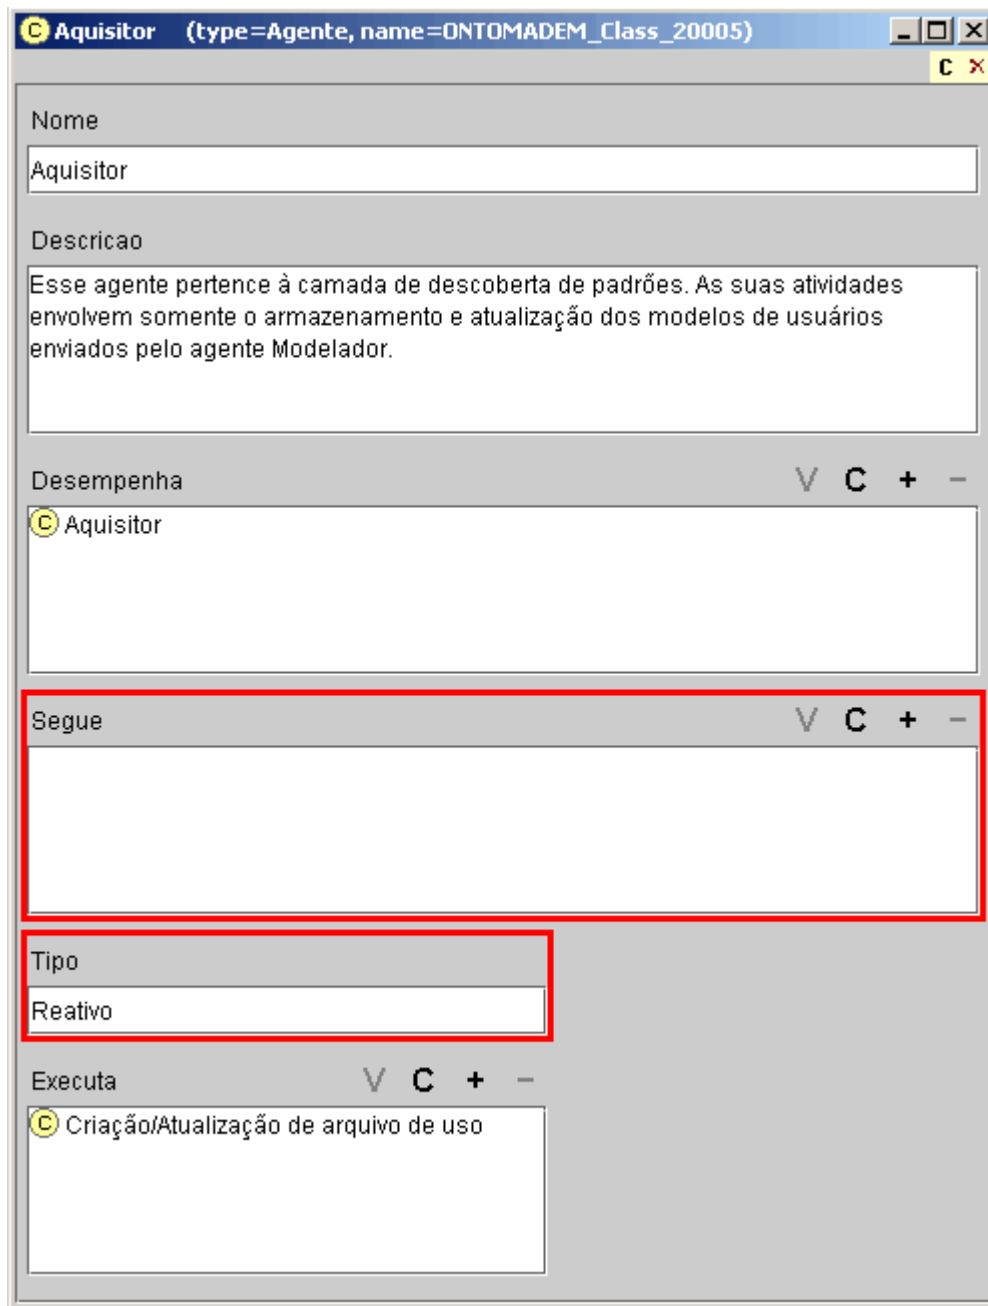 C Aquisitor (type=Agente, name=ONTOMADEM_Class_20005)
C ×
Nome
Aquisitor
Descricao
Esse agente pertence à camada de descoberta de padrões. As suas atividades
envolvem somente o armazenamento e atualização dos modelos de usuários
enviados pelo agente Modelador.
Desempenha V C + −
C Aquisitor
Segue V C + −
Tipo
Reativo
Executa V C + −
C Criação/Atualização de arquivo de uso